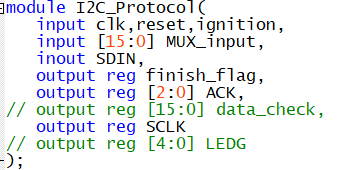 module I2C_Protocol(
input clk,reset,ignition,
input [15:0] MUX_input,
inout SDIN,
output reg finish_flag,
output reg [2:0] ACK,
// output reg [15:0] data_check,
output reg SCLK
// output reg [4:0] LEDG
);